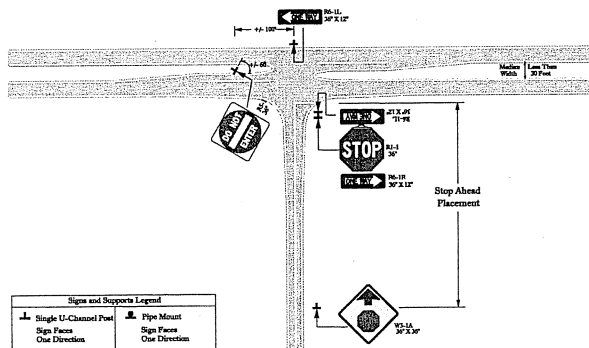 ONE WAY
R6-1L
36" X 12"
+/- 100'
+/- 60
Median Width
Less Than 30 Feet
DO NOT
ENTER
ONE WAY
36" X 12"
STOP
R1-1
36"
ONE WAY
R6-1R
36" X 12"
Stop Ahead
Placement
W3-1A
36" X 36"
Signs and Supports Legend
Single U-Channel Post
Sign Faces
One Direction
Pipe Mount
Sign Faces
One Direction